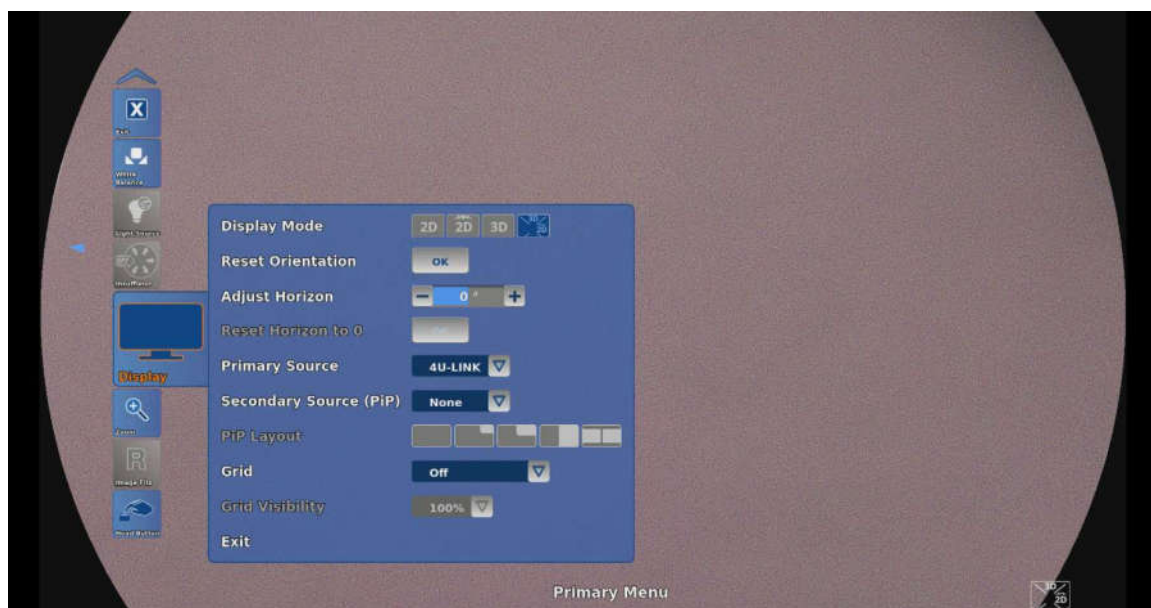 X
Exit
White
Balance
Light Source
Insufflator
Display
Zoom
R
Image Flip
Head Button
Display Mode 2D 2D 3D 3D 2D
Reset Orientation OK
Adjust Horizon − 0 ° +
Reset Horizon to 0
Primary Source 4U-LINK
Secondary Source (PiP) None
PiP Layout
Grid Off
Grid Visibility 100%
Exit
Primary Menu
3D 2D